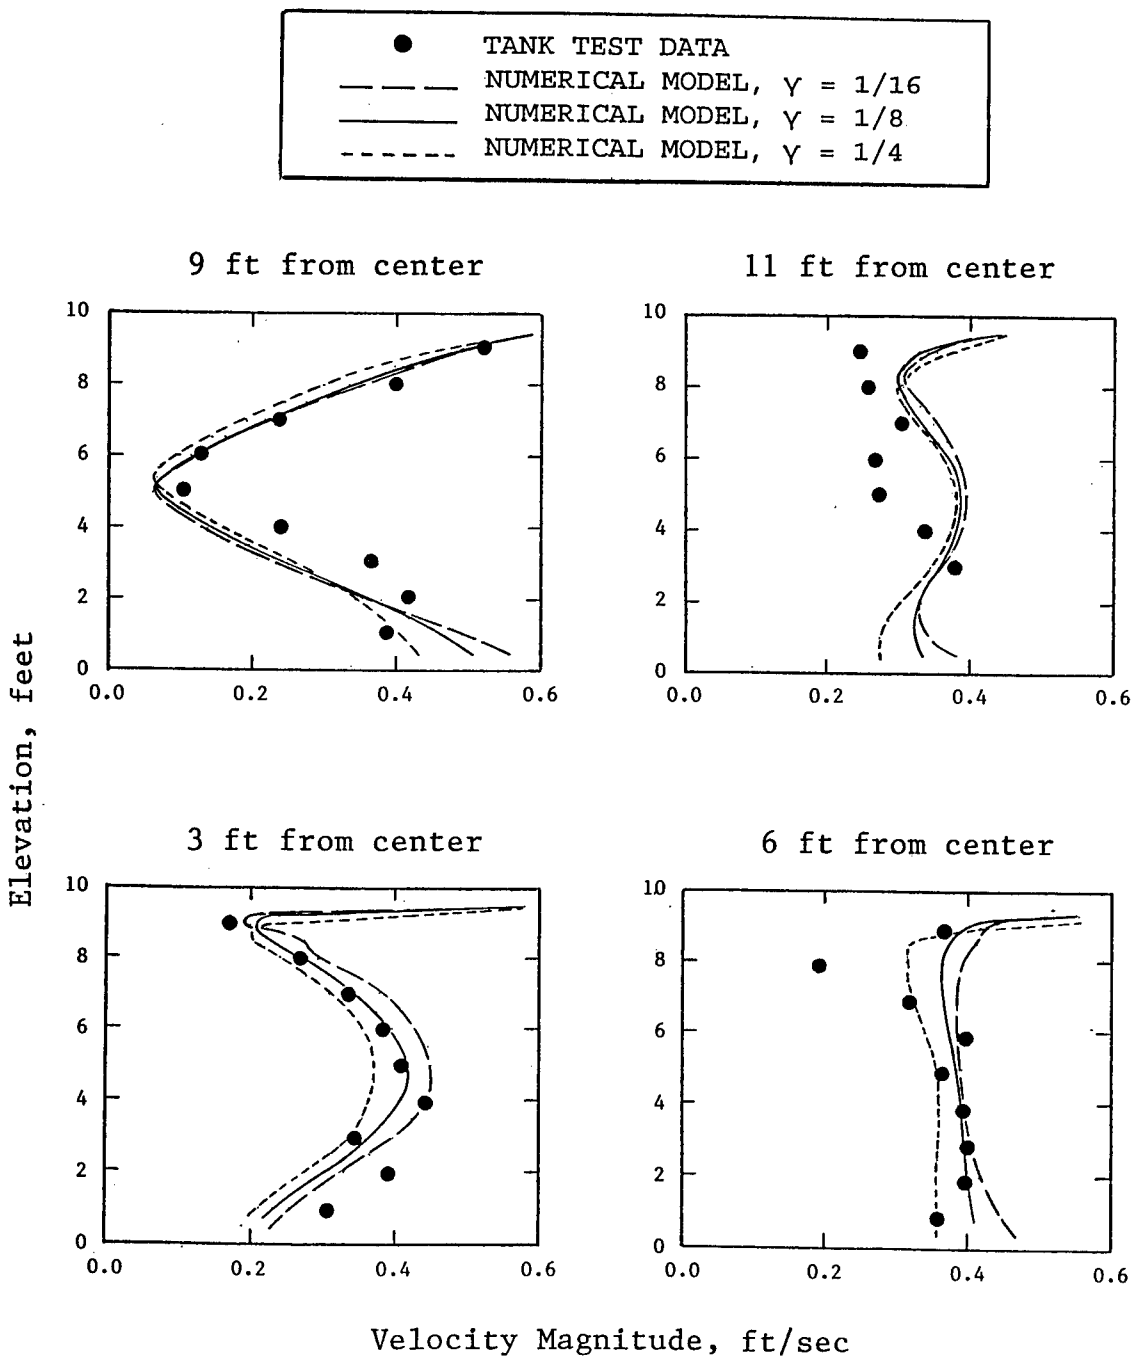 TANK TEST DATA
NUMERICAL MODEL, γ = 1/16
NUMERICAL MODEL, γ = 1/8
NUMERICAL MODEL, γ = 1/4
9 ft from center
10
8
6
4
2
0
0.0 0.2 0.4 0.6
11 ft from center
10
8
6
4
2
0
0.0 0.2 0.4 0.6
Elevation, feet
3 ft from center
10
8
6
4
2
0
0.0 0.2 0.4 0.6
6 ft from center
10
8
6
4
2
0
0.0 0.2 0.4 0.6
Velocity Magnitude, ft/sec